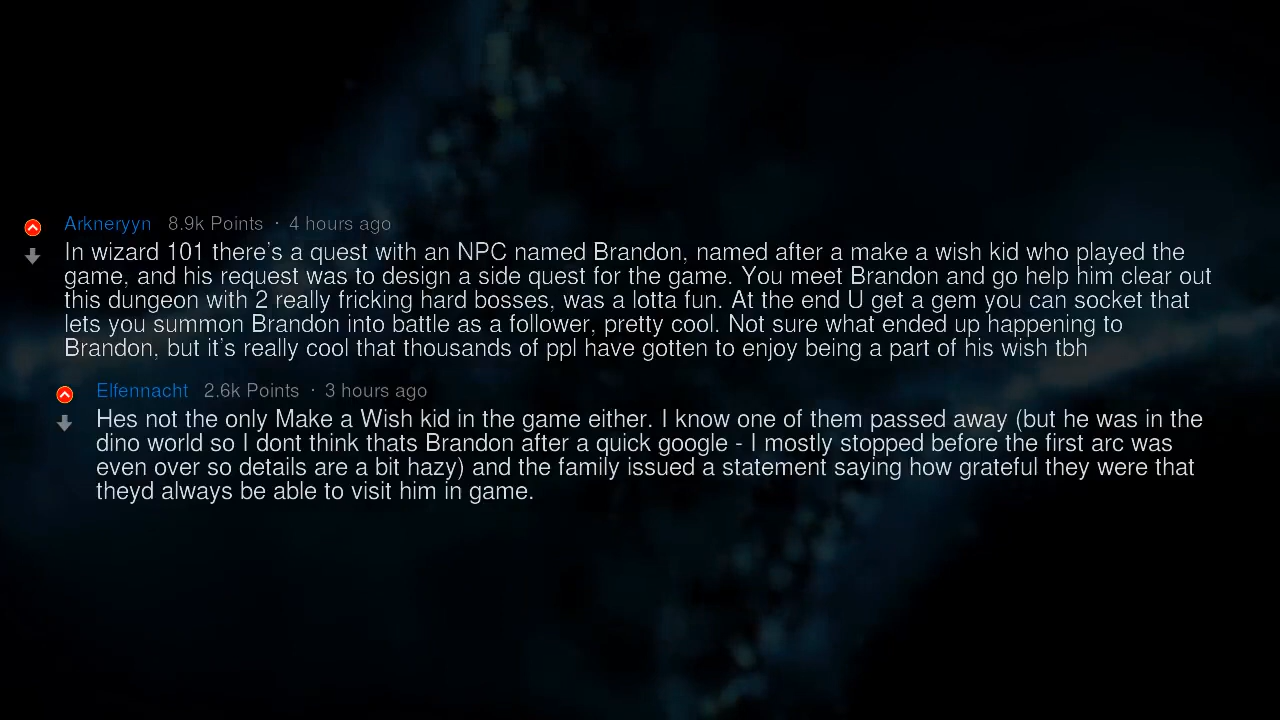 Arkneryyn 8.9k Points · 4 hours ago
In wizard 101 there's a quest with an NPC named Brandon, named after a make a wish kid who played the
game, and his request was to design a side quest for the game. You meet Brandon and go help him clear out
this dungeon with 2 really fricking hard bosses, was a lotta fun. At the end U get a gem you can socket that
lets you summon Brandon into battle as a follower, pretty cool. Not sure what ended up happening to
Brandon, but it's really cool that thousands of ppl have gotten to enjoy being a part of his wish tbh
Elfennacht 2.6k Points · 3 hours ago
Hes not the only Make a Wish kid in the game either. I know one of them passed away (but he was in the
dino world so I dont think thats Brandon after a quick google - I mostly stopped before the first arc was
even over so details are a bit hazy) and the family issued a statement saying how grateful they were that
theyd always be able to visit him in game.